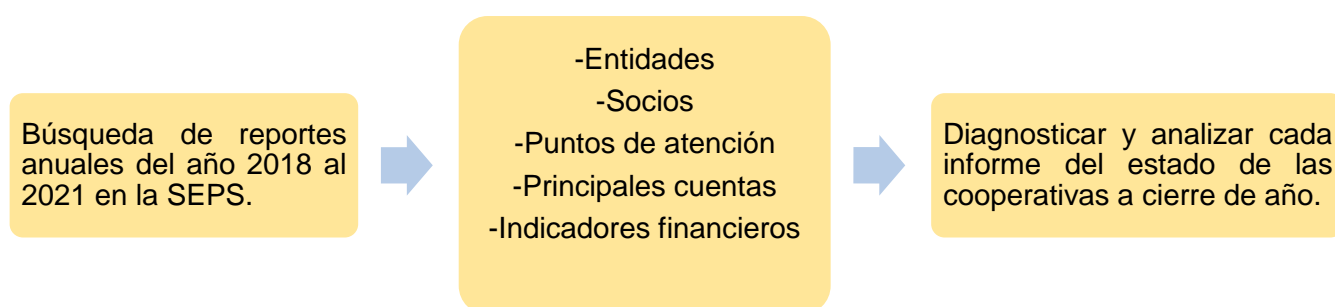 Búsqueda de reportes
anuales del año 2018 al
2021 en la SEPS.
-Entidades
-Socios
-Puntos de atención
-Principales cuentas
-Indicadores financieros
Diagnosticar y analizar cada
informe del estado de las
cooperativas a cierre de año.